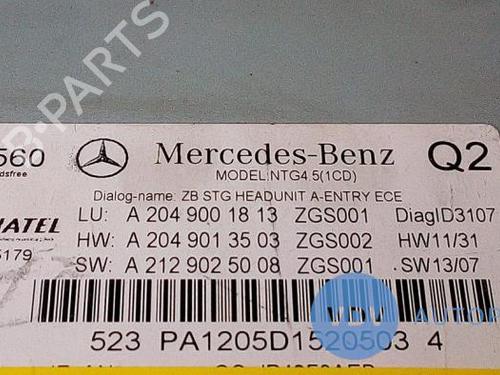 B-PARTS
560
Mercedes-Benz
Q2
dsfree
MODEL:NTG4.5(1CD)
Dialog-name: ZB STG HEADUNIT A-ENTRY ECE
ATEL
LU: A 204 900 18 13 ZGS001 DiagID3107
5179
HW: A 204 901 35 03 ZGS002 HW11/31
SW: A 212 902 50 08 ZGS001 SW13/07
VDV AUTOP
523 PA1205D1520503 4